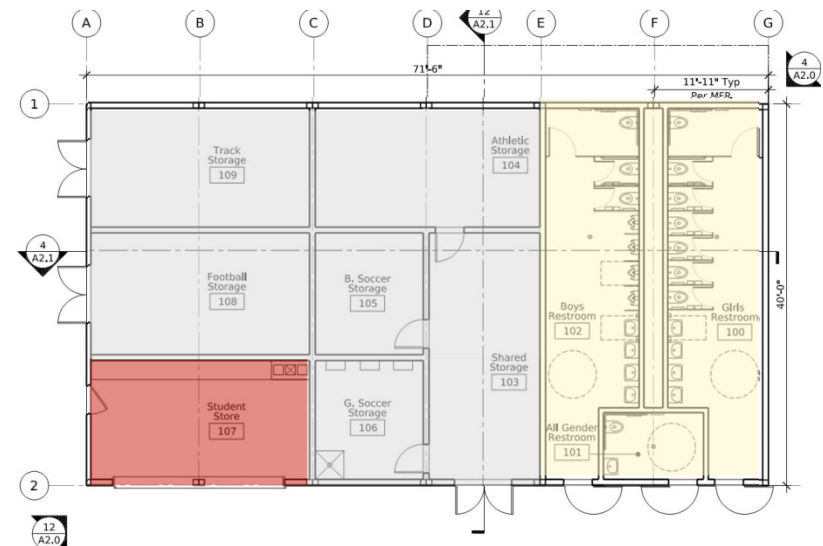 A
B
C
D
12
A2.1
E
F
G
71'-6"
4
A2.0
11'-11" Typ
Per MFR.
1
Track
Storage
109
Athletic
Storage
104
4
A2.1
Football
Storage
108
B. Soccer
Storage
105
Boys
Restroom
102
Girls
Restroom
100
40'-0"
Shared
Storage
103
Student
Store
107
G. Soccer
Storage
106
All Gender
Restroom
101
2
12
A2.0